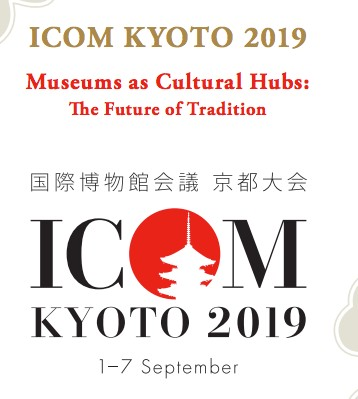 ICOM KYOTO 2019
Museums as Cultural Hubs:
The Future of Tradition
国際博物館会議 京都大会
ICOM
KYOTO 2019
1–7 September